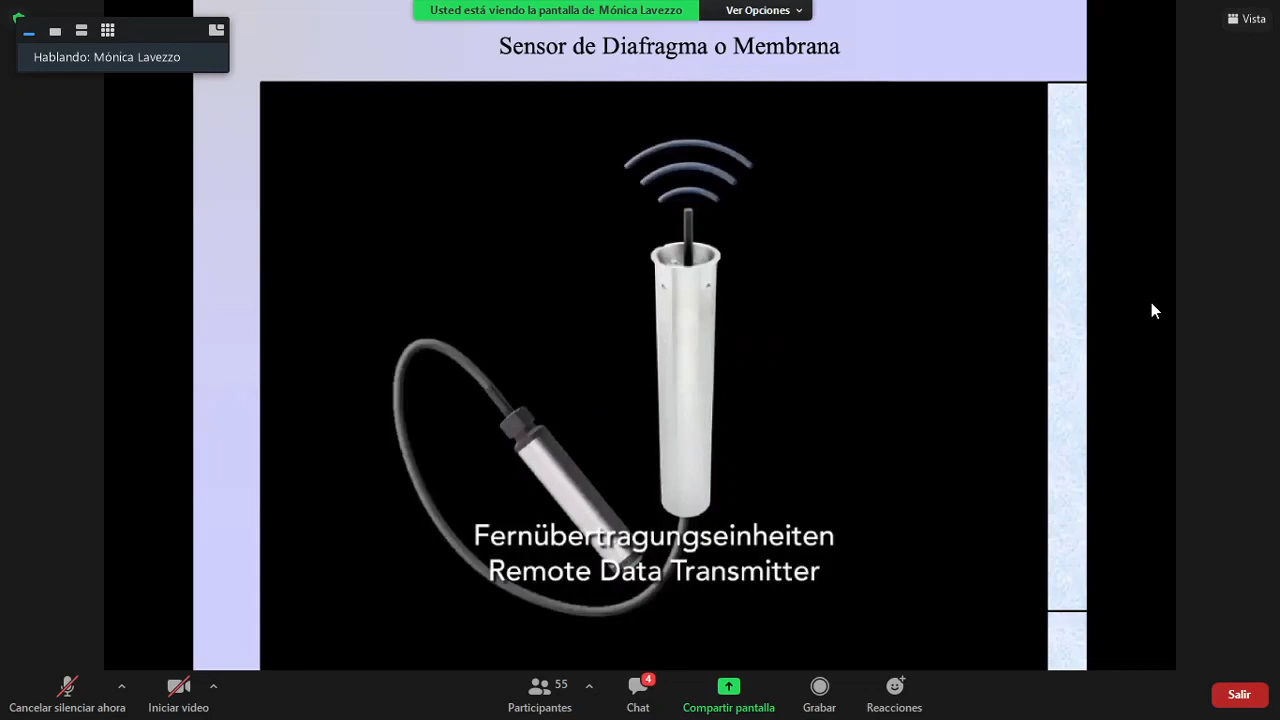 Usted está viendo la pantalla de Mónica Lavezzo
Ver Opciones
Vista
Hablando: Mónica Lavezzo
Sensor de Diafragma o Membrana
Fernübertragungseinheiten
Remote Data Transmitter
Cancelar silenciar ahora
Iniciar video
55
Participantes
4
Chat
Compartir pantalla
Grabar
Reacciones
Salir